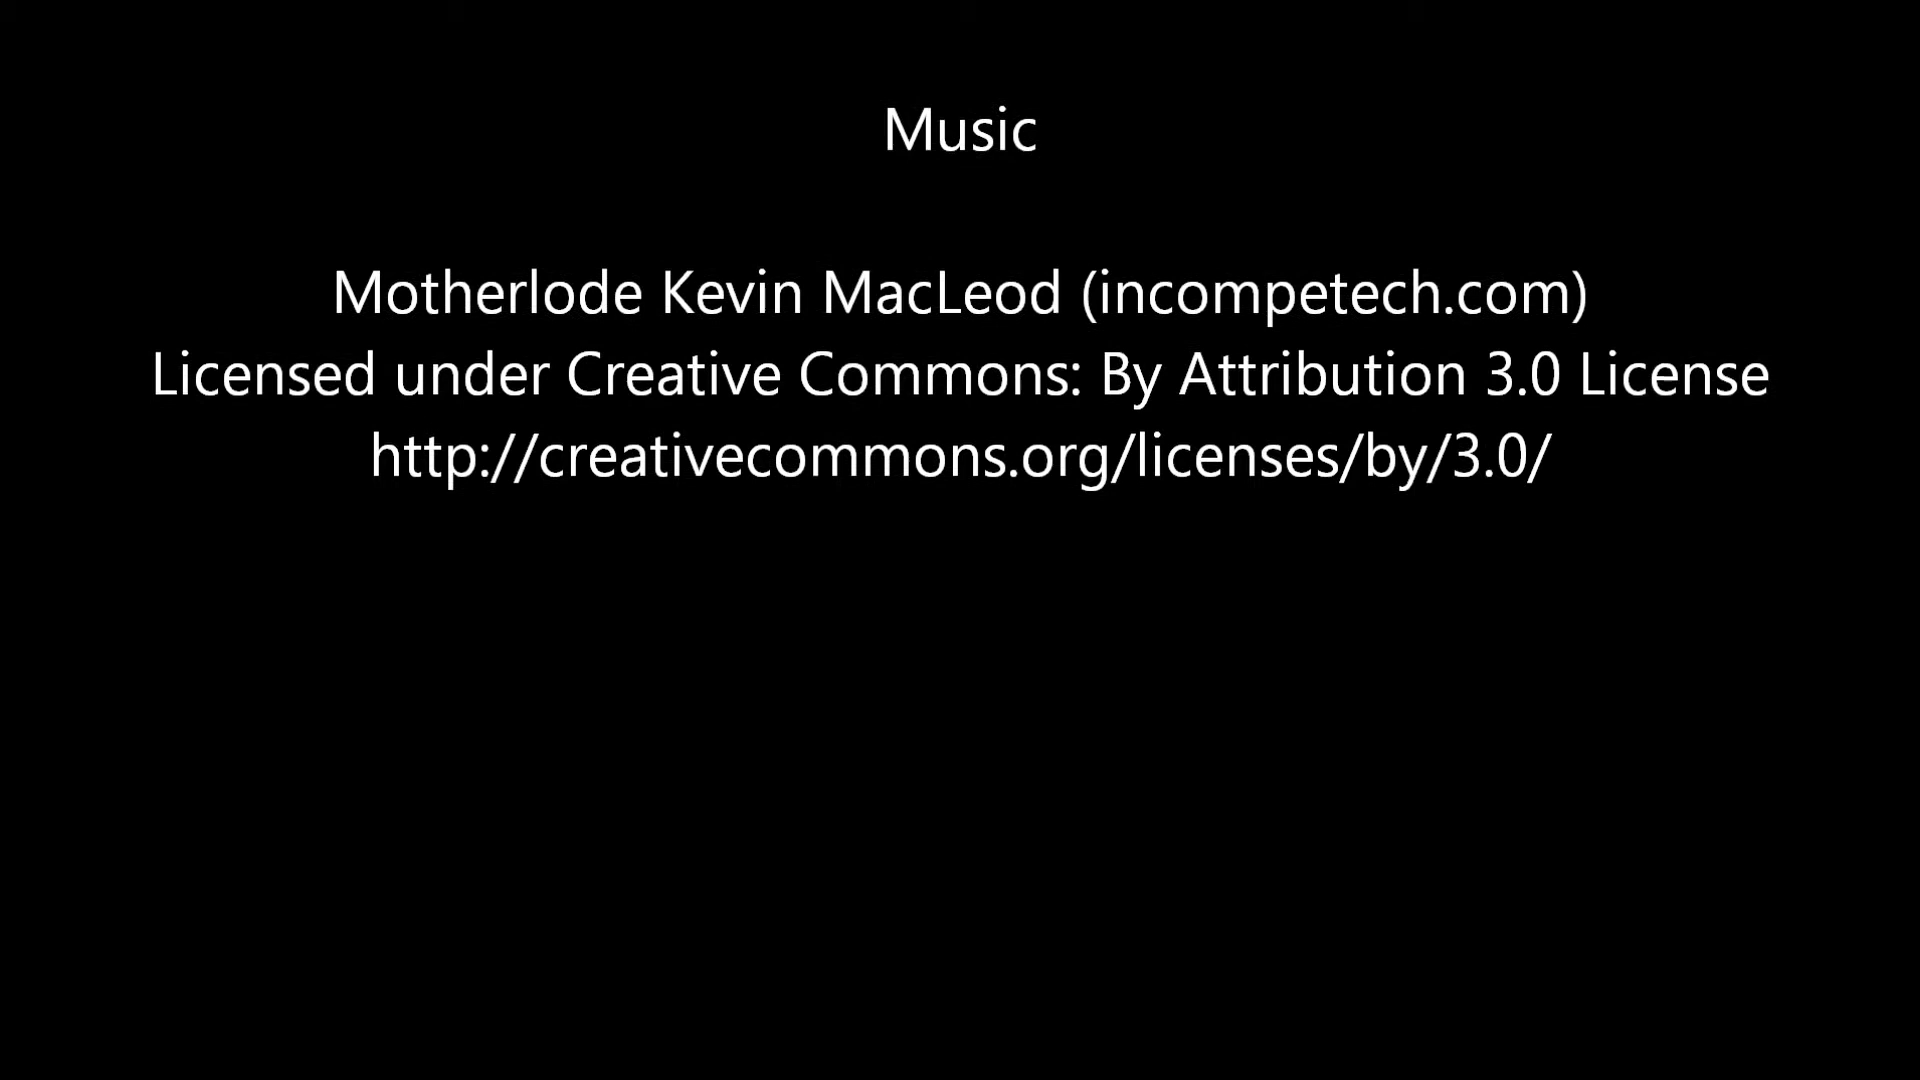 Music
Motherlode Kevin MacLeod (incompetech.com)
Licensed under Creative Commons: By Attribution 3.0 License
http://creativecommons.org/licenses/by/3.0/